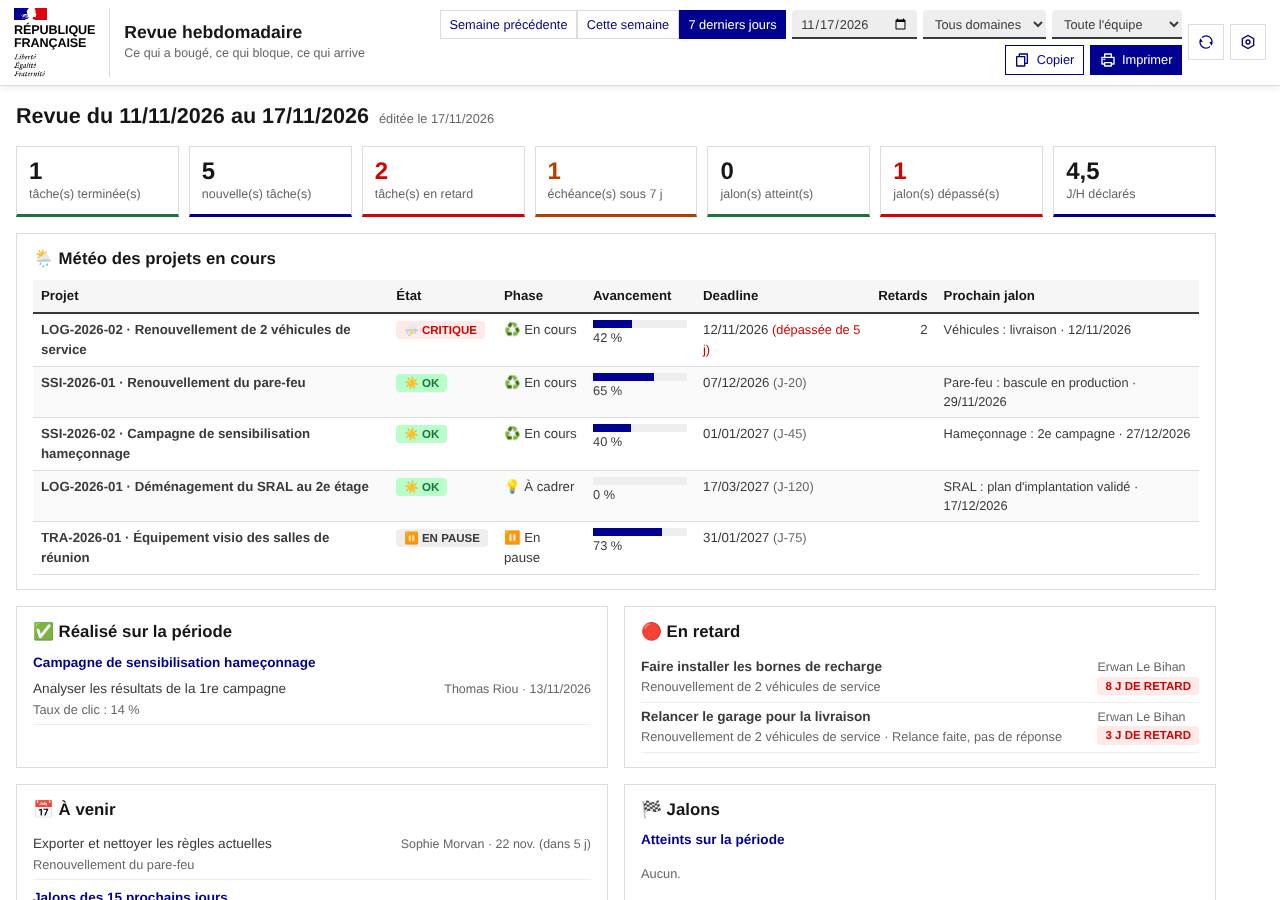 RÉPUBLIQUE
FRANÇAISE
Liberté
Égalité
Fraternité
Revue hebdomadaire
Ce qui a bougé, ce qui bloque, ce qui arrive
Semaine précédente
Cette semaine
7 derniers jours
11/17/2026
Tous domaines
Toute l'équipe
Copier
Imprimer
Revue du 11/11/2026 au 17/11/2026 éditée le 17/11/2026
1
tâche(s) terminée(s)
5
nouvelle(s) tâche(s)
2
tâche(s) en retard
1
échéance(s) sous 7 j
0
jalon(s) atteint(s)
1
jalon(s) dépassé(s)
4,5
J/H déclarés
Météo des projets en cours
Projet État Phase Avancement Deadline Retards Prochain jalon
LOG-2026-02 · Renouvellement de 2 véhicules de service CRITIQUE En cours 42 % 12/11/2026 (dépassée de 5 j) 2 Véhicules : livraison · 12/11/2026
SSI-2026-01 · Renouvellement du pare-feu OK En cours 65 % 07/12/2026 (J-20) Pare-feu : bascule en production · 29/11/2026
SSI-2026-02 · Campagne de sensibilisation hameçonnage OK En cours 40 % 01/01/2027 (J-45) Hameçonnage : 2e campagne · 27/12/2026
LOG-2026-01 · Déménagement du SRAL au 2e étage OK À cadrer 0 % 17/03/2027 (J-120) SRAL : plan d'implantation validé · 17/12/2026
TRA-2026-01 · Équipement visio des salles de réunion EN PAUSE En pause 73 % 31/01/2027 (J-75)
Réalisé sur la période
Campagne de sensibilisation hameçonnage
Analyser les résultats de la 1re campagne Thomas Riou · 13/11/2026
Taux de clic : 14 %
En retard
Faire installer les bornes de recharge Erwan Le Bihan
Renouvellement de 2 véhicules de service 8 J DE RETARD
Relancer le garage pour la livraison Erwan Le Bihan
Renouvellement de 2 véhicules de service · Relance faite, pas de réponse 3 J DE RETARD
À venir
Exporter et nettoyer les règles actuelles Sophie Morvan · 22 nov. (dans 5 j)
Renouvellement du pare-feu
Jalons des 15 prochains jours
Jalons
Atteints sur la période
Aucun.